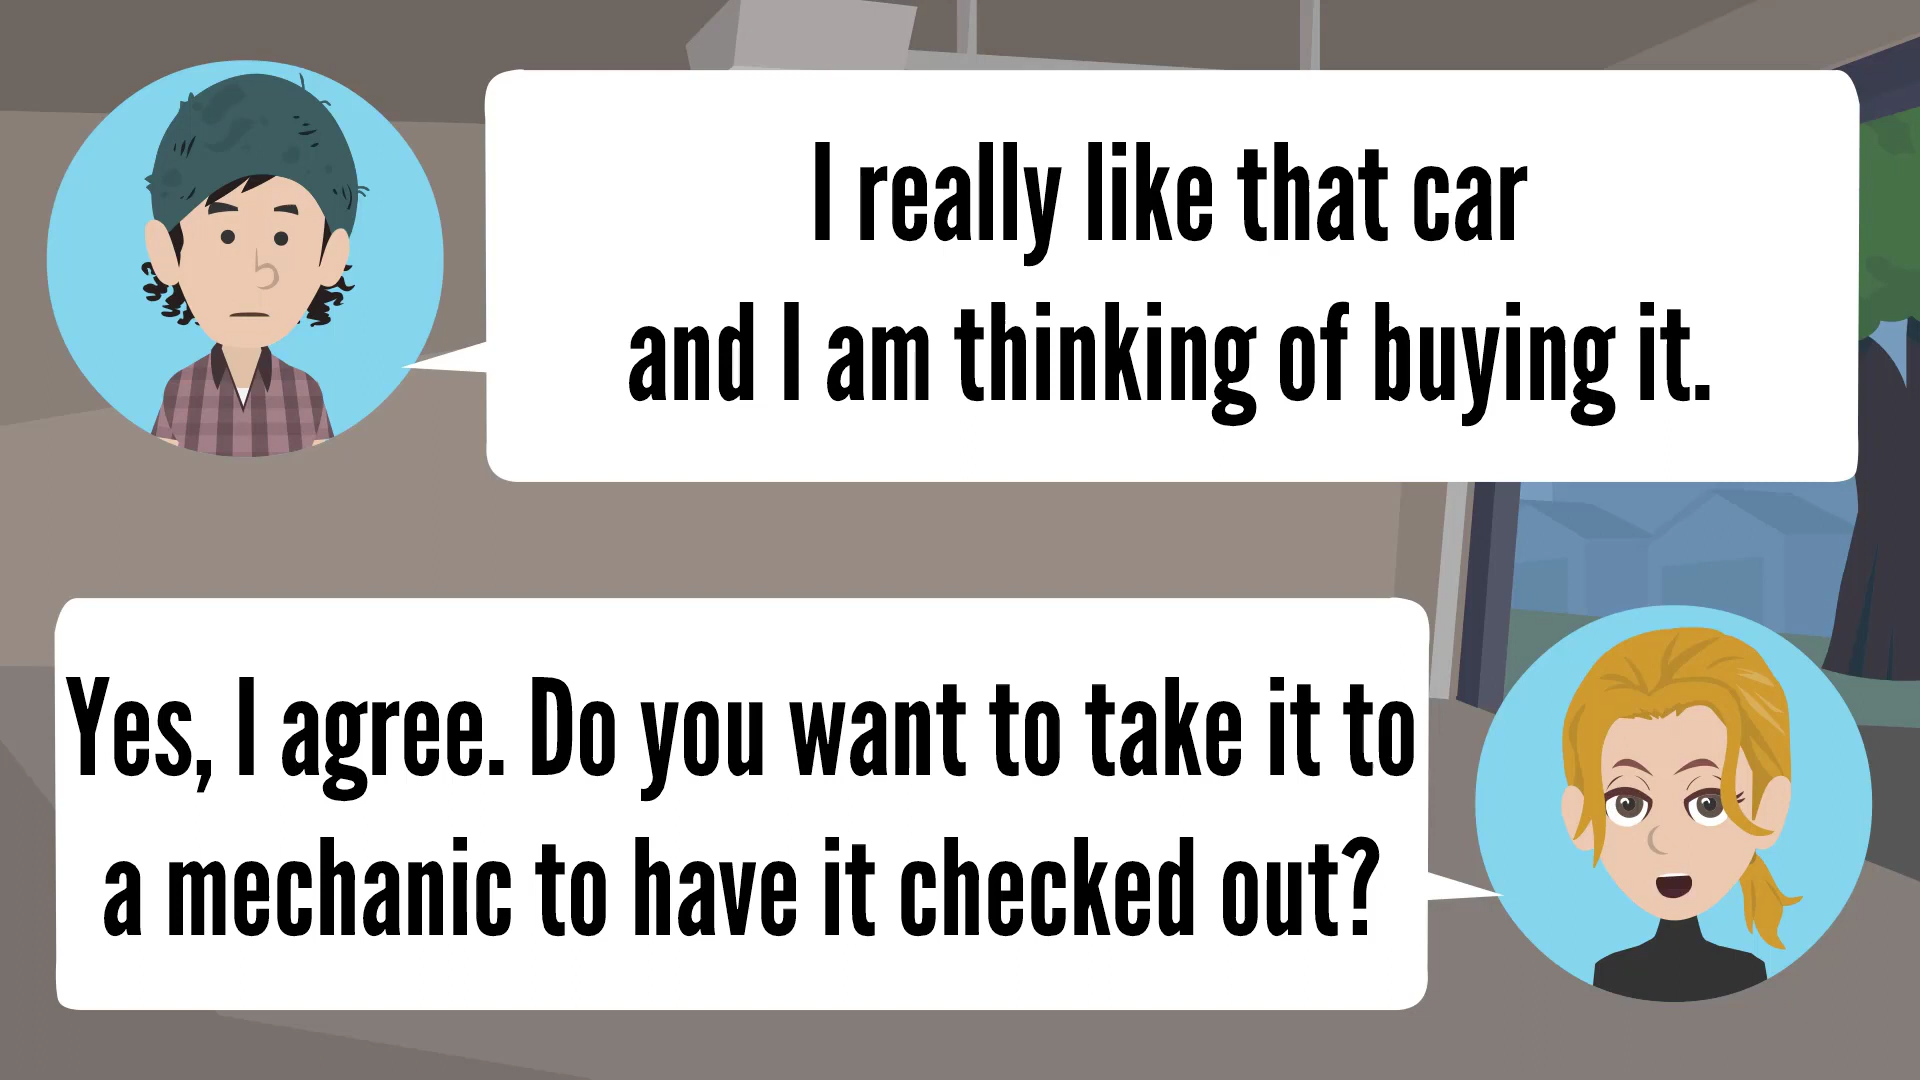 I really like that car
and I am thinking of buying it.
Yes, I agree. Do you want to take it to
a mechanic to have it checked out?